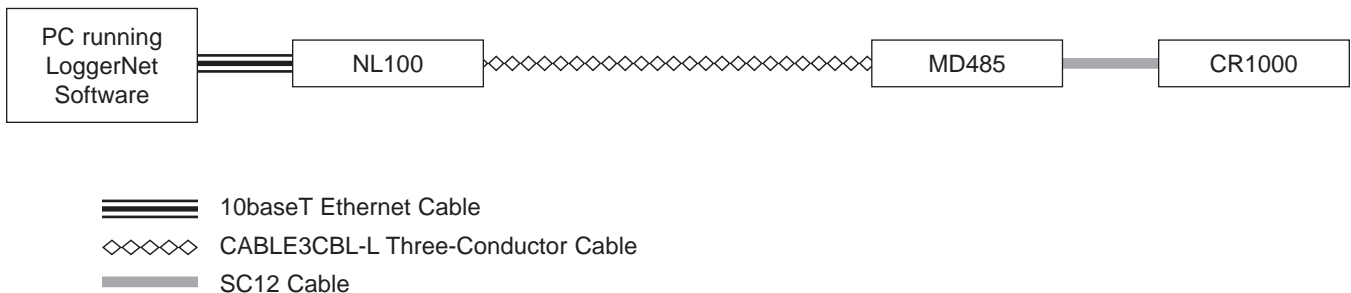 PC running
LoggerNet
Software
NL100
MD485
CR1000
10baseT Ethernet Cable
CABLE3CBL-L Three-Conductor Cable
SC12 Cable